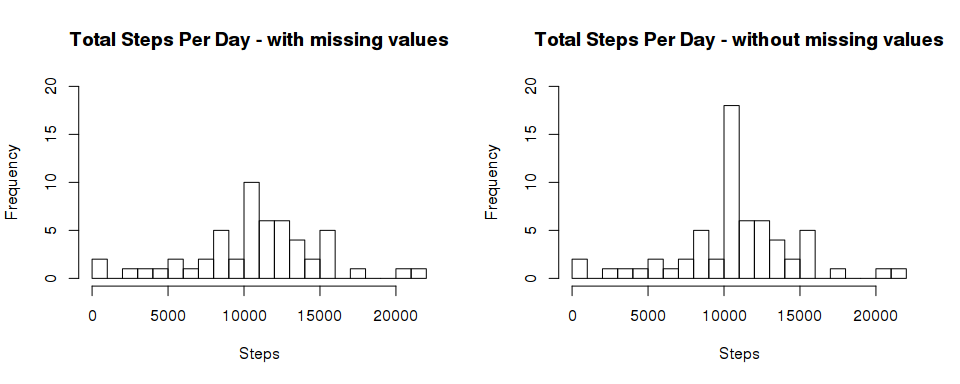 Total Steps Per Day - with missing values
Frequency
20
15
10
5
0
0 5000 10000 15000 20000
Steps
Total Steps Per Day - without missing values
Frequency
20
15
10
5
0
0 5000 10000 15000 20000
Steps